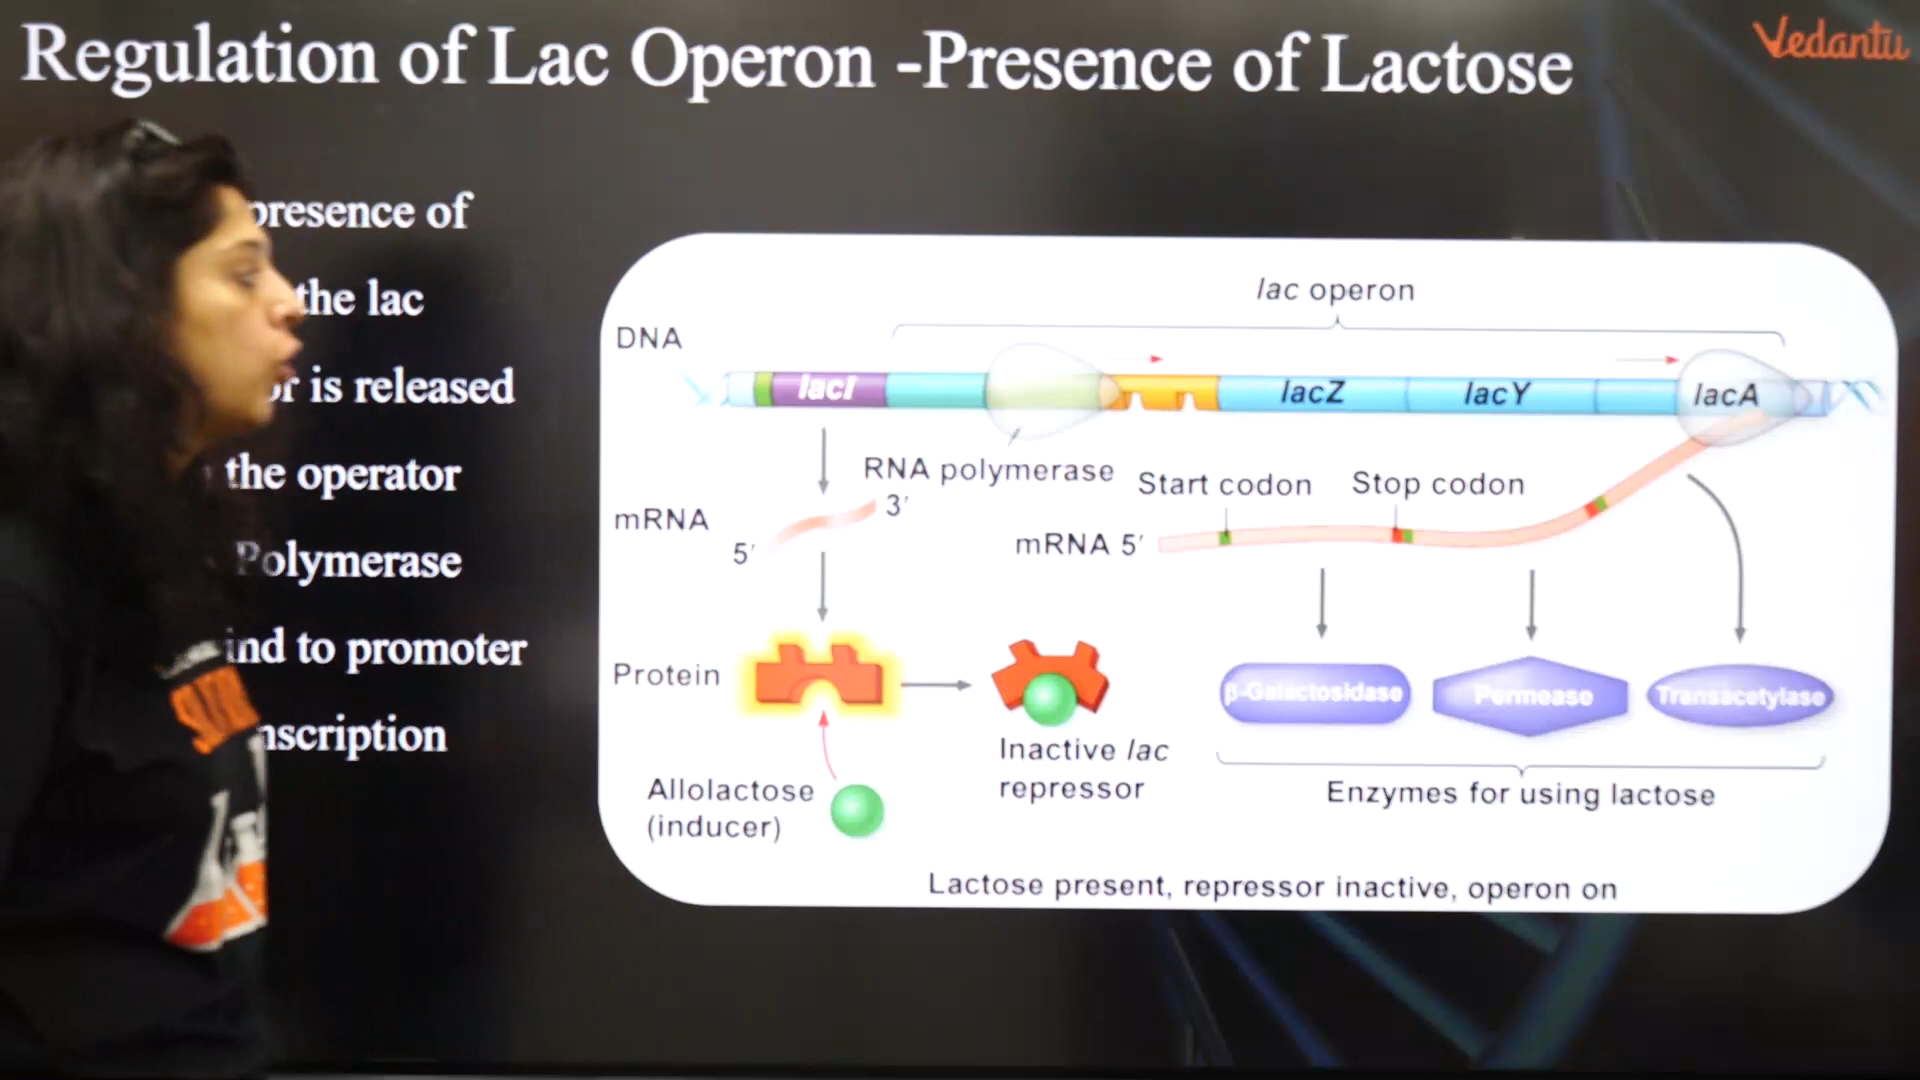 Regulation of Lac Operon -Presence of Lactose
Vedantu
presence of
the lac
is released
the operator
Polymerase
to promoter
lac operon
DNA
lacI
lacZ
lacY
lacA
RNA polymerase
Start codon
Stop codon
mRNA
5′
3′
mRNA 5′
Protein
β-Galactosidase
Permease
Transacetylase
Inactive lac
repressor
Allolactose
(inducer)
Enzymes for using lactose
Lactose present, repressor inactive, operon on